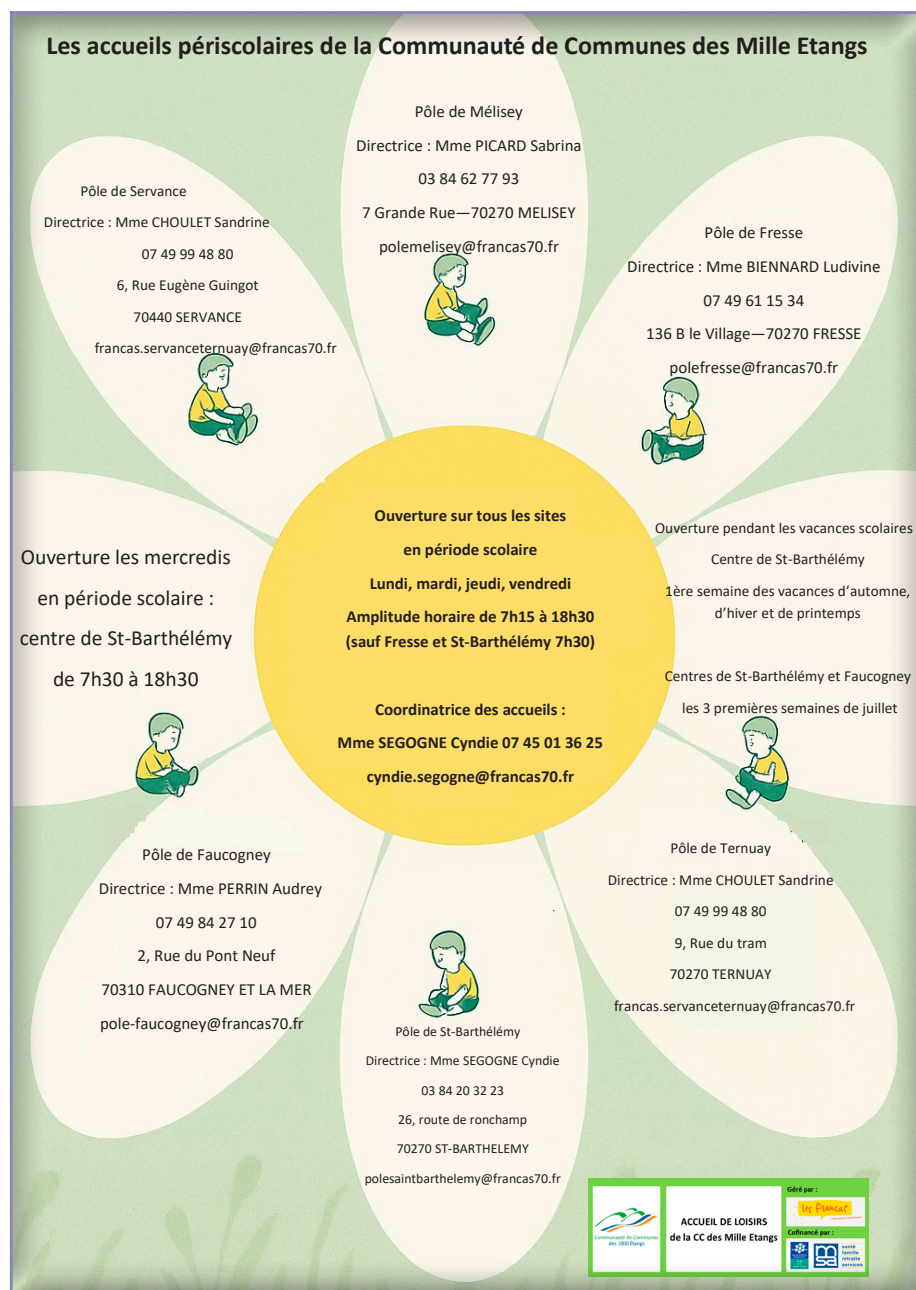 Les accueils périscolaires de la Communauté de Communes des Mille Etangs
Pôle de Mélisey
Directrice : Mme PICARD Sabrina
03 84 62 77 93
7 Grande Rue—70270 MELISEY
polemelisey@francas70.fr
Pôle de Servance
Directrice : Mme CHOULET Sandrine
07 49 99 48 80
6, Rue Eugène Guingot
70440 SERVANCE
francas.servanceternuay@francas70.fr
Pôle de Fresse
Directrice : Mme BIENNARD Ludivine
07 49 61 15 34
136 B le Village—70270 FRESSE
polefresse@francas70.fr
Ouverture les mercredis
en période scolaire :
centre de St-Barthélémy
de 7h30 à 18h30
Ouverture sur tous les sites
en période scolaire
Lundi, mardi, jeudi, vendredi
Amplitude horaire de 7h15 à 18h30
(sauf Fresse et St-Barthélémy 7h30)
Coordinatrice des accueils :
Mme SEGOGNE Cyndie 07 45 01 36 25
cyndie.segogne@francas70.fr
Ouverture pendant les vacances scolaires
Centre de St-Barthélémy
1ère semaine des vacances d'automne,
d'hiver et de printemps
Centres de St-Barthélémy et Faucogney
les 3 premières semaines de juillet
Pôle de Faucogney
Directrice : Mme PERRIN Audrey
07 49 84 27 10
2, Rue du Pont Neuf
70310 FAUCOGNEY ET LA MER
pole-faucogney@francas70.fr
Pôle de Ternuay
Directrice : Mme CHOULET Sandrine
07 49 99 48 80
9, Rue du tram
70270 TERNUAY
francas.servanceternuay@francas70.fr
Pôle de St-Barthélémy
Directrice : Mme SEGOGNE Cyndie
03 84 20 32 23
26, route de ronchamp
70270 ST-BARTHELEMY
polesaintbarthelemy@francas70.fr
Communauté de Communes
des 1000 Étangs
ACCUEIL DE LOISIRS
de la CC des Mille Etangs
Géré par :
les francas
Cofinancé par :
msa
santé
famille
retraite
services